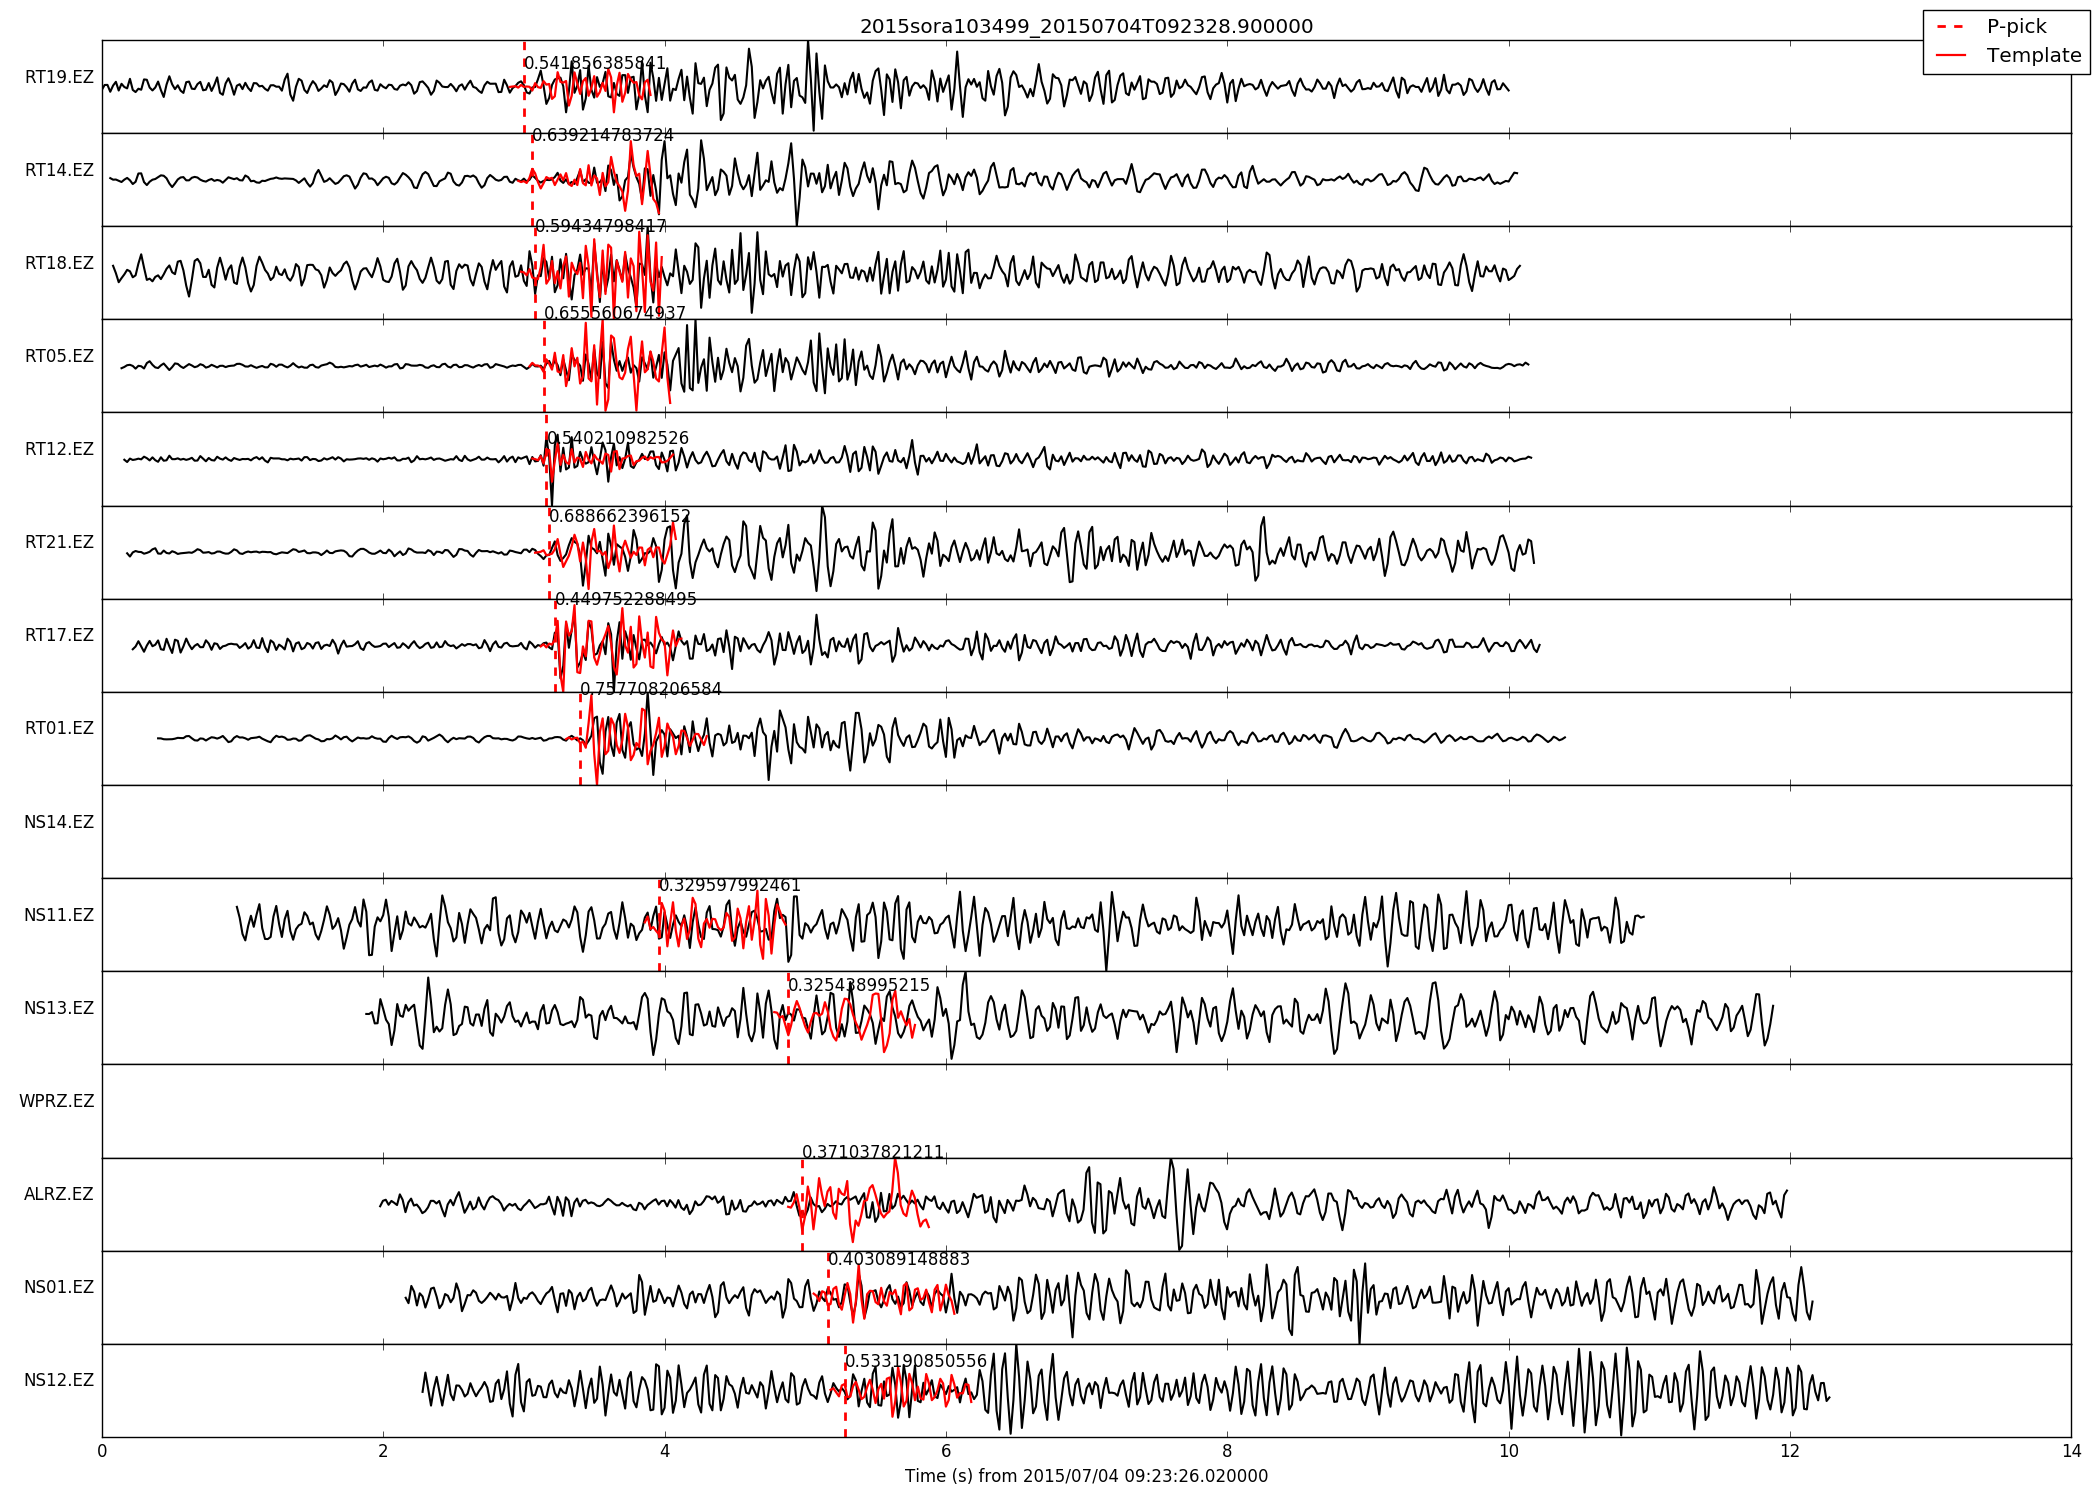 2015sora103499_20150704T092328.900000
P-pick
Template
RT19.EZ
0.541856385841
RT14.EZ
0.639214783724
RT18.EZ
0.59434798417
RT05.EZ
0.655560674937
RT12.EZ
0.540210982526
RT21.EZ
0.688662396152
RT17.EZ
0.449752288495
RT01.EZ
0.757708206584
NS14.EZ
NS11.EZ
0.329597992461
NS13.EZ
0.325438995215
WPRZ.EZ
ALRZ.EZ
0.371037821211
NS01.EZ
0.403089148883
NS12.EZ
0.533190850556
0 2 4 6 8 10 12 14
Time (s) from 2015/07/04 09:23:26.020000